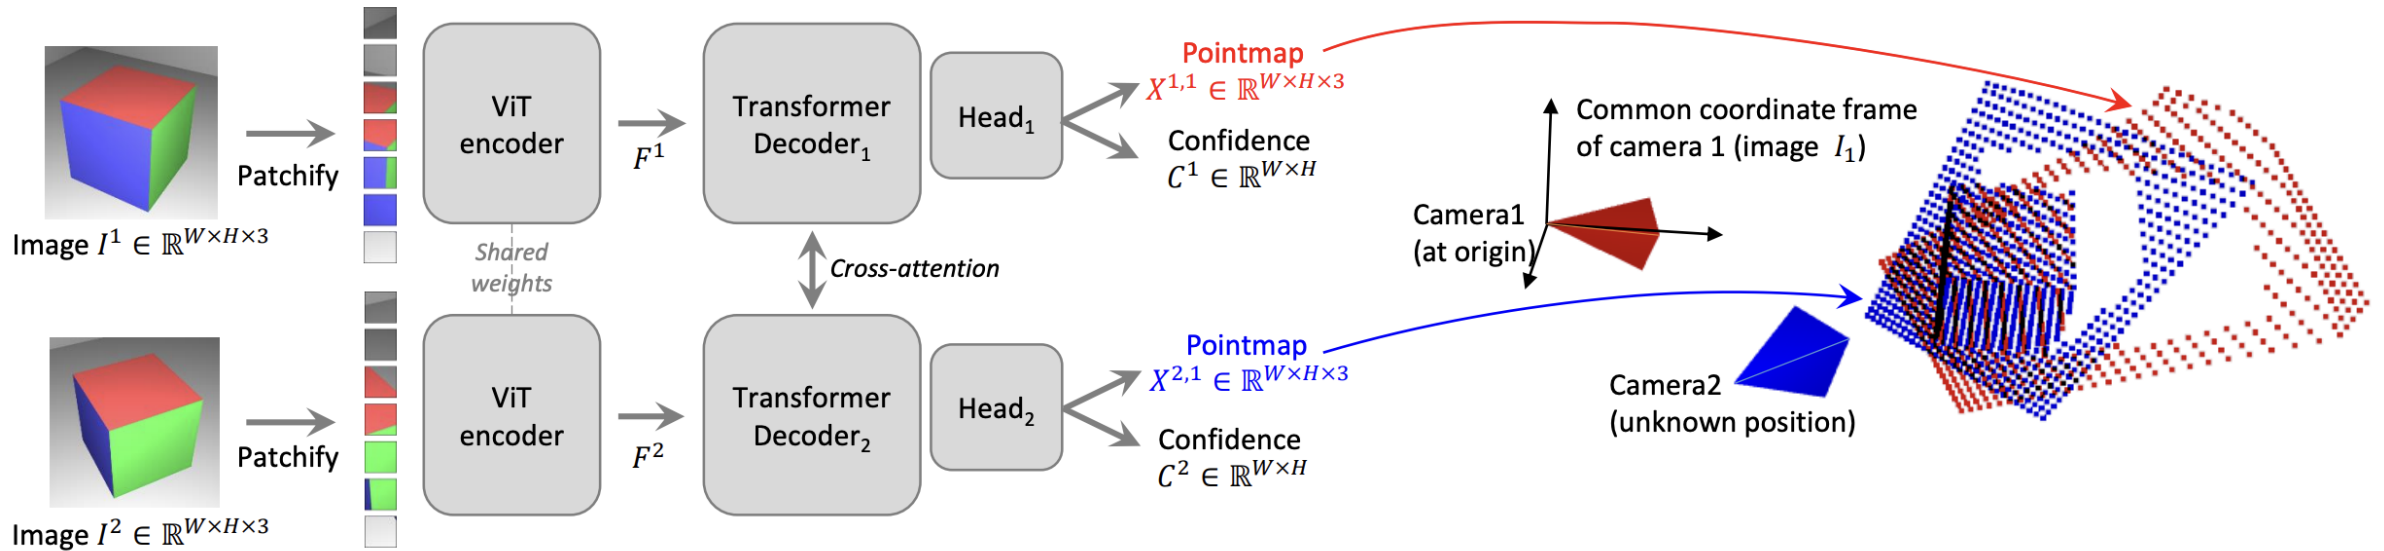 Image I¹ ∈ ℝ^{W×H×3}
Patchify
ViT
encoder
F¹
Transformer
Decoder₁
Head₁
Pointmap
X^{1,1} ∈ ℝ^{W×H×3}
Confidence
C¹ ∈ ℝ^{W×H}
Shared
weights
Cross-attention
Image I² ∈ ℝ^{W×H×3}
Patchify
ViT
encoder
F²
Transformer
Decoder₂
Head₂
Pointmap
X^{2,1} ∈ ℝ^{W×H×3}
Confidence
C² ∈ ℝ^{W×H}
Common coordinate frame
of camera 1 (image I₁)
Camera1
(at origin)
Camera2
(unknown position)